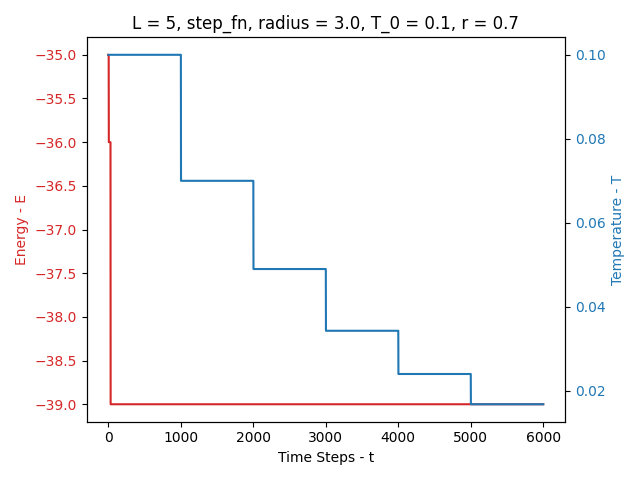 L = 5, step_fn, radius = 3.0, T_0 = 0.1, r = 0.7
Energy - E
−35.0
−35.5
−36.0
−36.5
−37.0
−37.5
−38.0
−38.5
−39.0
0 1000 2000 3000 4000 5000 6000
Time Steps - t
0.10
0.08
0.06
0.04
0.02
Temperature - T